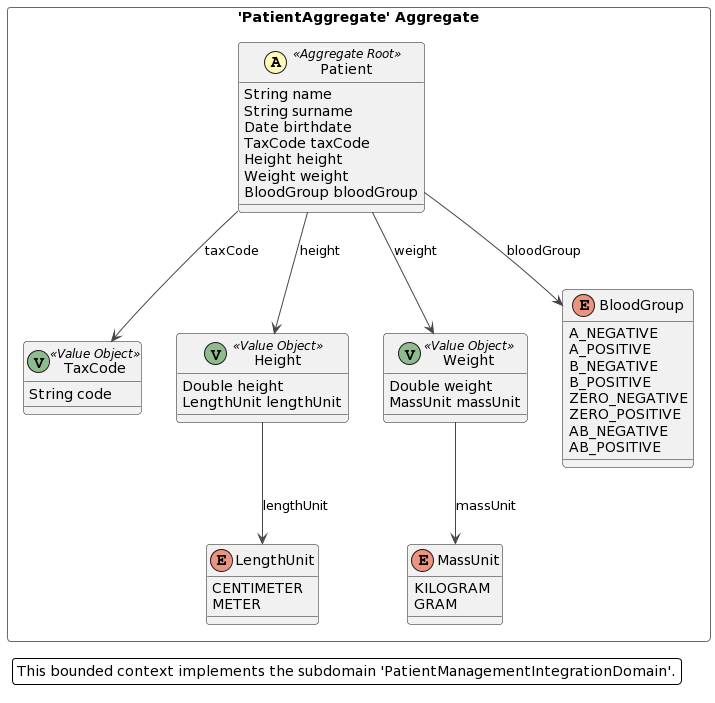 'PatientAggregate' Aggregate
A
«Aggregate Root»
Patient
String name
String surname
Date birthdate
TaxCode taxCode
Height height
Weight weight
BloodGroup bloodGroup
taxCode
height
weight
bloodGroup
V
«Value Object»
TaxCode
String code
V
«Value Object»
Height
Double height
LengthUnit lengthUnit
V
«Value Object»
Weight
Double weight
MassUnit massUnit
E BloodGroup
A_NEGATIVE
A_POSITIVE
B_NEGATIVE
B_POSITIVE
ZERO_NEGATIVE
ZERO_POSITIVE
AB_NEGATIVE
AB_POSITIVE
lengthUnit
massUnit
E LengthUnit
CENTIMETER
METER
E MassUnit
KILOGRAM
GRAM
This bounded context implements the subdomain 'PatientManagementIntegrationDomain'.